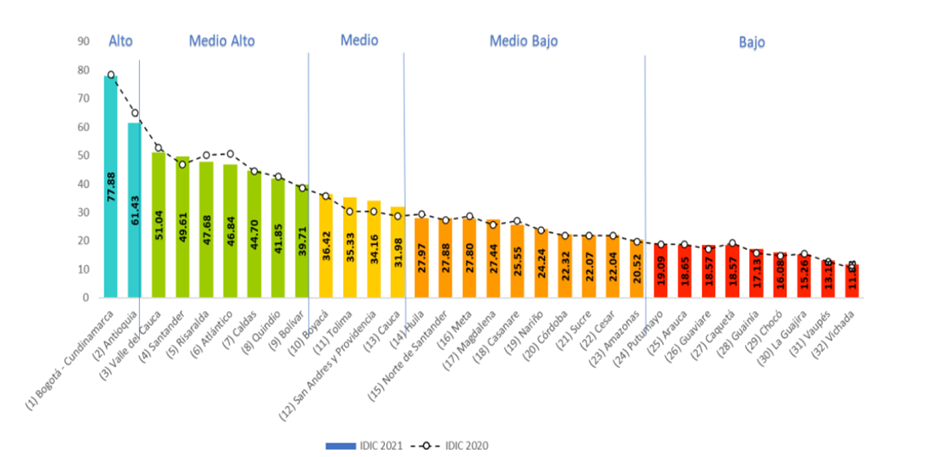 Alto Medio Alto Medio Medio Bajo Bajo
90
80
70
60
50
40
30
20
10
0
77.88
61.43
51.04
49.61
47.68
46.84
44.70
41.85
39.71
36.42
35.33
34.16
31.98
27.97
27.88
27.80
27.44
25.55
24.24
22.32
22.07
22.04
20.52
19.09
18.65
18.57
18.57
17.13
16.08
15.26
(1) Bogotá - Cundinamarca
(2) Antioquia
(3) Valle del Cauca
(4) Santander
(5) Risaralda
(6) Atlántico
(7) Caldas
(8) Quindío
(9) Bolívar
(10) Boyacá
(11) Tolima
(12) San Andres y Providencia
(13) Cauca
(14) Huila
(15) Norte de Santander
(16) Meta
(17) Magdalena
(18) Casanare
(19) Nariño
(20) Córdoba
(21) Sucre
(22) Cesar
(23) Amazonas
(24) Putumayo
(25) Arauca
(26) Guaviare
(27) Caquetá
(28) Guainía
(29) Chocó
(30) La Guajira
(31) Vaupés
(32) Vichada
IDIC 2021 IDIC 2020